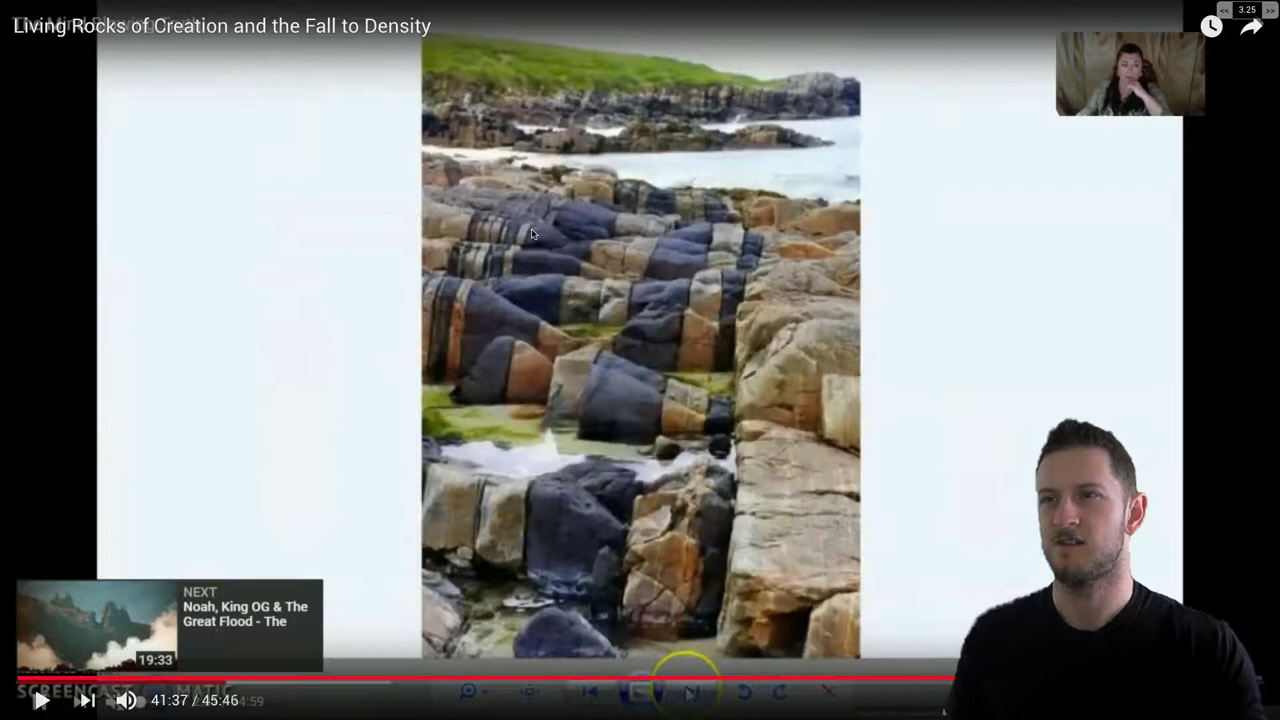 Living Rocks of Creation and the Fall to Density
<< 3.25 >>
NEXT
Noah, King OG & The
Great Flood - The
19:33
41:37 / 45:46